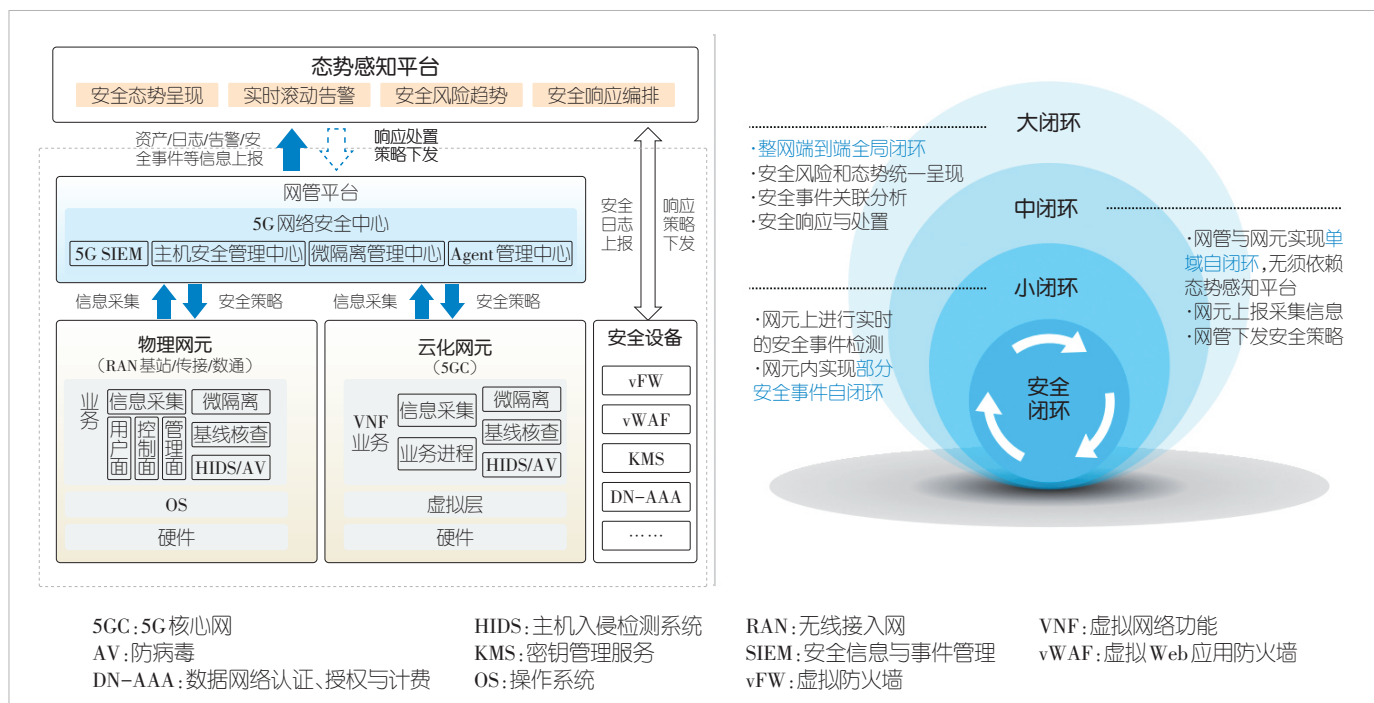 态势感知平台
安全态势呈现
实时滚动告警
安全风险趋势
安全响应编排
资产/日志/告警/安
全事件等信息上报
响应处置
策略下发
网管平台
5G网络安全中心
5G SIEM
主机安全管理中心
微隔离管理中心
Agent管理中心
安全
日志
上报
响应
策略
下发
信息采集
安全策略
信息采集
安全策略
物理网元
（RAN基站/传接/数通）
业务
信息采集
微隔离
用户面
控制面
管理面
基线核查
HIDS/AV
OS
硬件
云化网元
（5GC）
VNF
业务
信息采集
微隔离
基线核查
业务进程
HIDS/AV
虚拟层
硬件
安全设备
vFW
vWAF
KMS
DN-AAA
……
大闭环
·整网端到端全局闭环
·安全风险和态势统一呈现
·安全事件关联分析
·安全响应与处置
中闭环
·网管与网元实现单
域自闭环,无须依赖
态势感知平台
·网元上报采集信息
·网管下发安全策略
小闭环
·网元上进行实时
的安全事件检测
·网元内实现部分
安全事件自闭环
安全
闭环
5GC:5G核心网
AV:防病毒
DN-AAA:数据网络认证、授权与计费
HIDS:主机入侵检测系统
KMS:密钥管理服务
OS:操作系统
RAN:无线接入网
SIEM:安全信息与事件管理
vFW:虚拟防火墙
VNF:虚拟网络功能
vWAF:虚拟Web应用防火墙